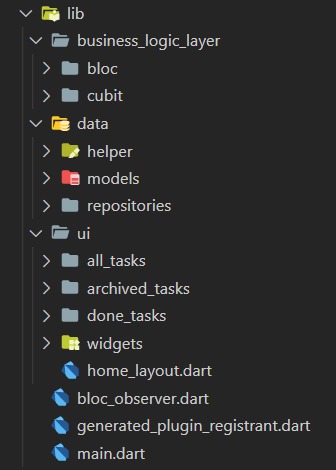 lib
business_logic_layer
bloc
cubit
data
helper
models
repositories
ui
all_tasks
archived_tasks
done_tasks
widgets
home_layout.dart
bloc_observer.dart
generated_plugin_registrant.dart
main.dart